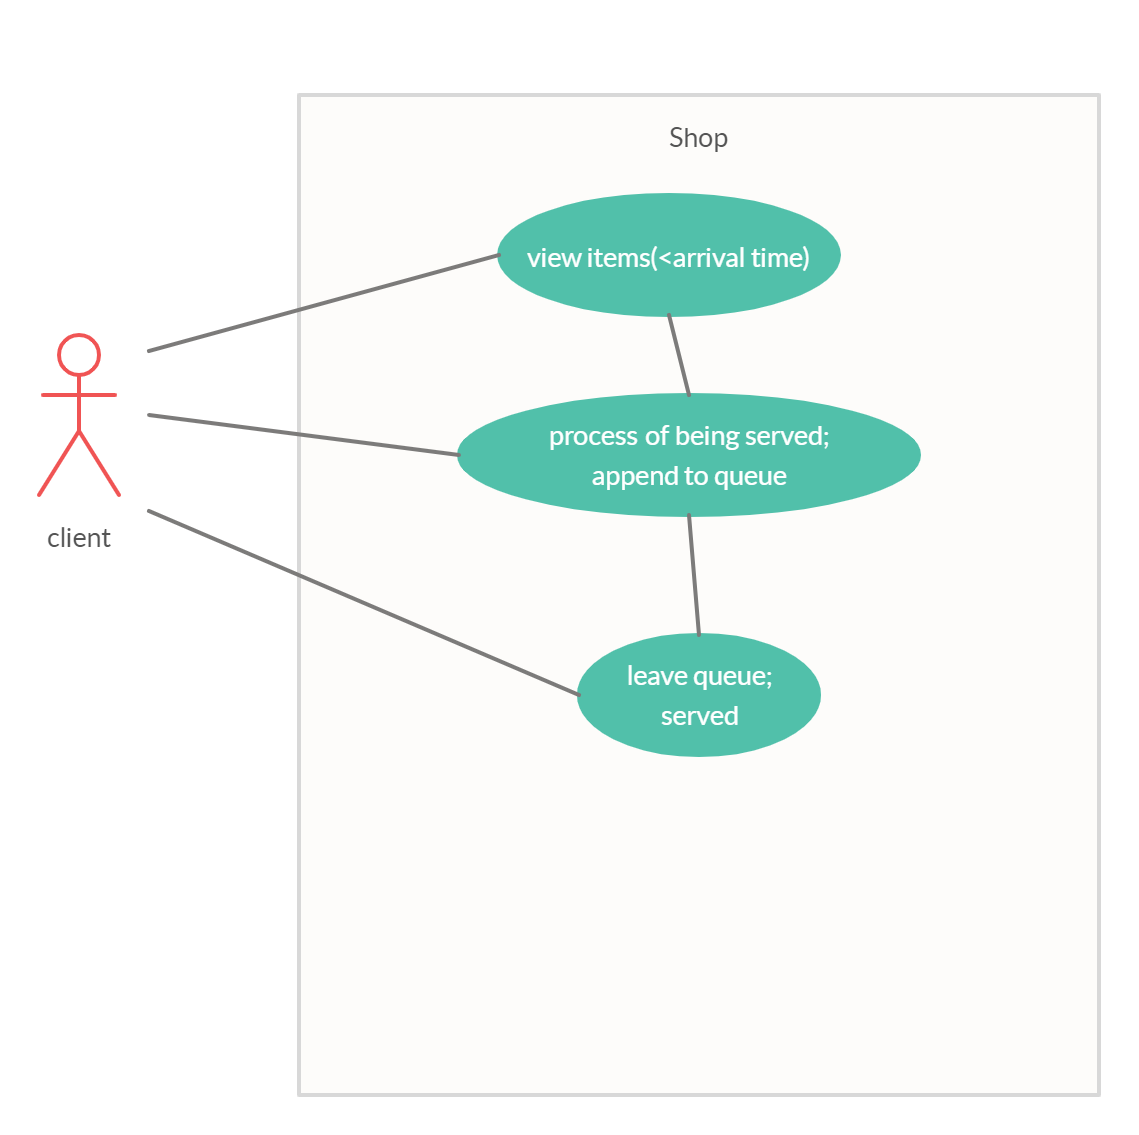 Shop
view items(<arrival time)
process of being served;
append to queue
client
leave queue;
served